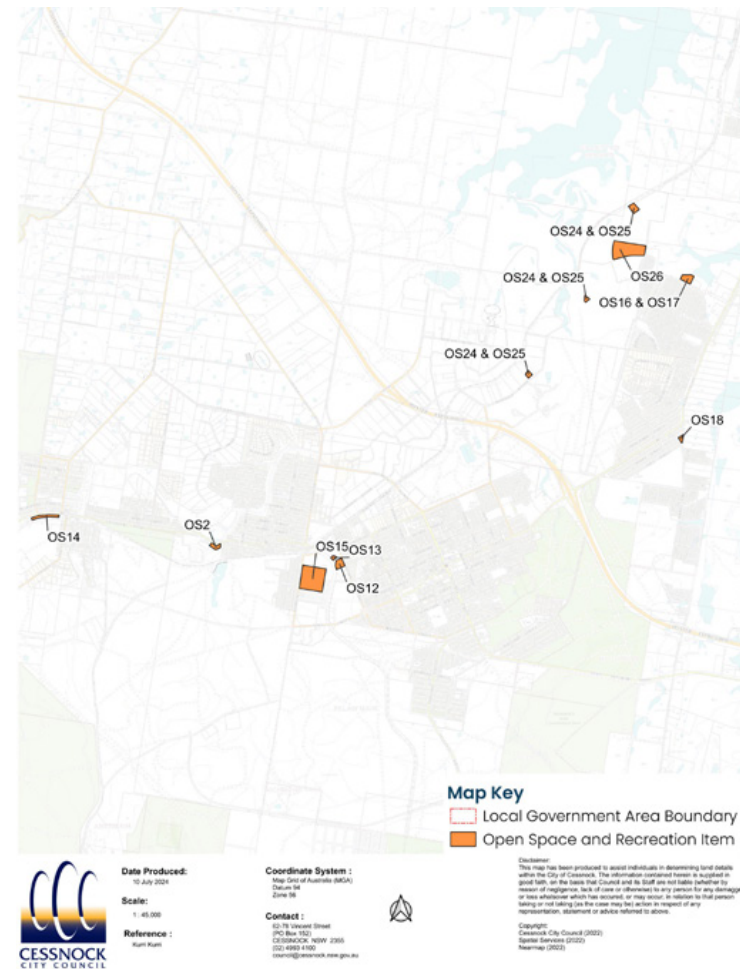 OS24 & OS25
OS26
OS24 & OS25
OS16 & OS17
OS24 & OS25
OS18
OS14
OS2
OS15
OS13
OS12
Map Key
Local Government Area Boundary
Open Space and Recreation Item
CESSNOCK
CITY COUNCIL
Date Produced:
10 July 2024
Scale:
1 : 45,000
Reference :
Kurri Kurri
Coordinate System :
Map Grid of Australia (MGA)
Datum 94
Zone 56
Contact :
62-78 Vincent Street
(PO Box 152)
CESSNOCK NSW 2355
(02) 4993 4100
council@cessnock.nsw.gov.au
Disclaimer:
This map has been produced to assist individuals in determining land details
within the City of Cessnock. The information contained herein is supplied in
good faith, on the basis that Council and its Staff are not liable (whether by
reason of negligence, lack of care or otherwise) to any person for any damage
or loss whatsoever which has occured, or may occur, in relation to that person
taking or not taking (as the case may be) action in respect of any
representation, statement or advice referred to above.
Copyright:
Cessnock City Council (2022)
Spatial Services (2022)
Nearmap (2022)